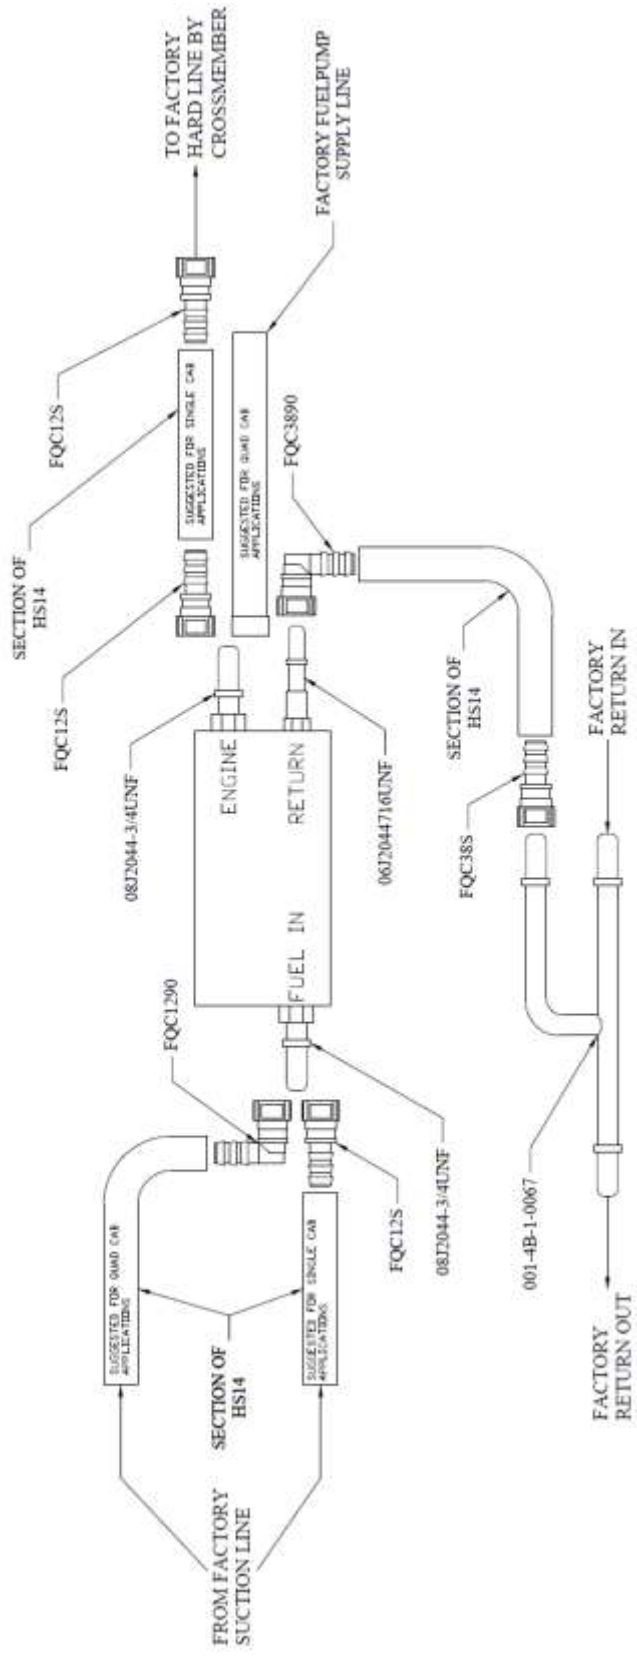 TO FACTORY
HARD LINE BY
CROSSMEMBER
FACTORY FUELPUMP
SUPPLY LINE
FQC12S
SECTION OF
HS14
SUGGESTED FOR SINGLE CAB
APPLICATIONS
SUGGESTED FOR QUAD CAB
APPLICATIONS
FQC12S
FQC3890
08J2044-3/4UNF
ENGINE
RETURN
FUEL IN
06J2044716UNF
SECTION OF
HS14
FQC38S
FACTORY
RETURN IN
FQC1290
SUGGESTED FOR QUAD CAB
APPLICATIONS
SUGGESTED FOR SINGLE CAB
APPLICATIONS
FQC12S
08J2044-3/4UNF
001-4B-1-0067
SECTION OF
HS14
FROM FACTORY
SUCTION LINE
FACTORY
RETURN OUT